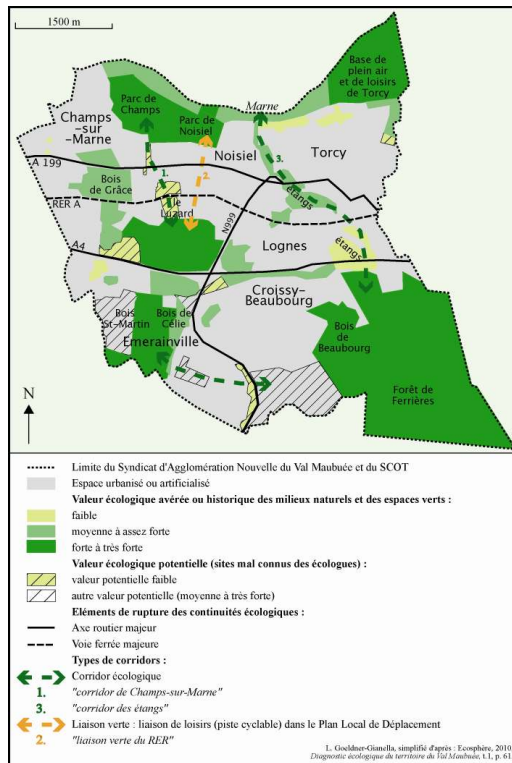 1500 m
Base de
plein air
et de loisirs
de Torcy
Parc de
Champs
Marne
Parc de
Noisiel
Champs
-sur
-Marne
Noisiel
Torcy
A 199
Bois
de Grâce
1.
2.
3.
étangs
RER A
le
Luzard
N999
A4
Lognes
étangs
Croissy-
Beaubourg
Bois
St-Martin
Bois
de Célie
Emerainville
Bois
de
Beaubourg
Forêt de
Ferrières
N
Limite du Syndicat d'Agglomération Nouvelle du Val Maubuée et du SCOT
Espace urbanisé ou artificialisé
Valeur écologique avérée ou historique des milieux naturels et des espaces verts :
faible
moyenne à assez forte
forte à très forte
Valeur écologique potentielle (sites mal connus des écologues) :
valeur potentielle faible
autre valeur potentielle (moyenne à très forte)
Eléments de rupture des continuités écologiques :
Axe routier majeur
Voie ferrée majeure
Types de corridors :
Corridor écologique
1. "corridor de Champs-sur-Marne"
3. "corridor des étangs"
Liaison verte : liaison de loisirs (piste cyclable) dans le Plan Local de Déplacement
2. "liaison verte du RER"
L. Goeldner-Gianella, simplifié d'après : Ecosphère, 2010,
Diagnostic écologique du territoire du Val Maubuée, t.1, p. 61